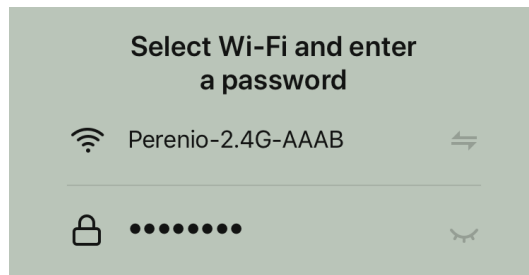 Select Wi-Fi and enter
a password
Perenio-2.4G-AAAB
••••••••